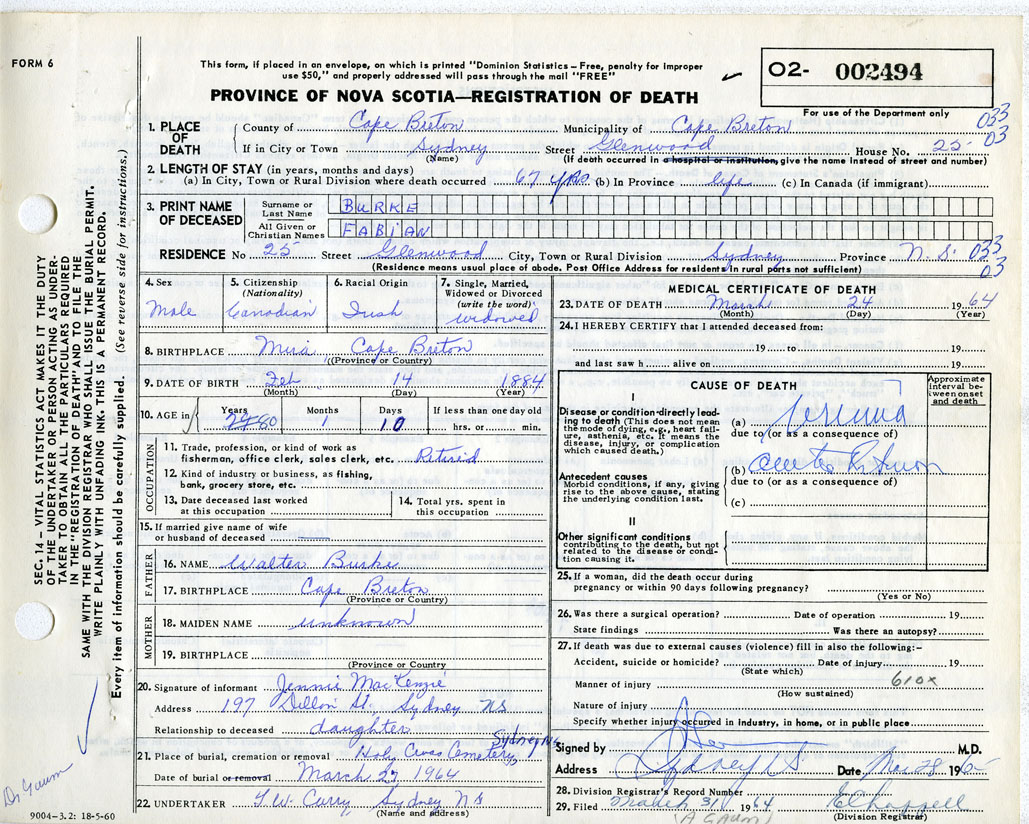 FORM 6
This form, if placed in an envelope, on which is printed "Dominion Statistics – Free, penalty for improper
use $50," and properly addressed will pass through the mail "FREE"
O2- 002494
PROVINCE OF NOVA SCOTIA—REGISTRATION OF DEATH
For use of the Department only
033
03
1. PLACE OF DEATH
County of Cape Breton Municipality of Cape Breton
If in City or Town Sydney Street Glenwood House No. 25
(Name) (If death occurred in a hospital or institution, give the name instead of street and number)
2. LENGTH OF STAY (in years, months and days)
(a) In City, Town or Rural Division where death occurred 67 yrs (b) In Province life (c) In Canada (if immigrant)
3. PRINT NAME OF DECEASED
Surname or Last Name BURKE
All Given or Christian Names FABIAN
RESIDENCE No 25 Street Glenwood City, Town or Rural Division Sydney Province N.S.
033
03
(Residence means usual place of abode. Post Office Address for residents in rural parts not sufficient)
4. Sex
Male
5. Citizenship
(Nationality)
Canadian
6. Racial Origin
Irish
7. Single, Married,
Widowed or Divorced
(write the word)
widowed
8. BIRTHPLACE Mira, Cape Breton
(Province or Country)
9. DATE OF BIRTH Feb 14 1884
(Month) (Day) (Year)
10. AGE in
Years Months Days If less than one day old
80 1 10 hrs. or min.
OCCUPATION
11. Trade, profession, or kind of work as
fisherman, office clerk, sales clerk, etc. Retired
12. Kind of industry or business, as fishing,
bank, grocery store, etc.
13. Date deceased last worked
at this occupation
14. Total yrs. spent in
this occupation
15. If married give name of wife
or husband of deceased
FATHER
16. NAME Walter Burke
17. BIRTHPLACE Cape Breton
(Province or Country)
MOTHER
18. MAIDEN NAME unknown
19. BIRTHPLACE
(Province or Country
20. Signature of informant Jennie MacKenzie
Address 197 Dillon St., Sydney NS
Relationship to deceased daughter
21. Place of burial, cremation or removal Holy Cross Cemetery Sydney N.S.
Date of burial or removal March 27 1964
22. UNDERTAKER T.W. Curry, Sydney NS
(Name and address)
MEDICAL CERTIFICATE OF DEATH
23. DATE OF DEATH March 24 1964
(Month) (Day) (Year)
24. I HEREBY CERTIFY that I attended deceased from:
19 to 19
and last saw h alive on 19
CAUSE OF DEATH
Approximate interval between onset and death
I
Disease or condition directly leading to death (This does not mean the mode of dying, e.g., heart failure, asthenia, etc. It means the disease, injury, or complication which caused death.)
(a)
due to (or as a consequence of)
Antecedent causes
Morbid conditions, if any, giving rise to the above cause, stating the underlying condition last.
(b)
due to (or as a consequence of)
(c)
II
Other significant conditions
contributing to the death, but not related to the disease or condition causing it.
25. If a woman, did the death occur during
pregnancy or within 90 days following pregnancy?
(Yes or No)
26. Was there a surgical operation? Date of operation 19
State findings Was there an autopsy?
27. If death was due to external causes (violence) fill in also the following:-
Accident, suicide or homicide? Date of injury 19
(State which)
610x
Manner of injury
(How sustained)
Nature of injury
Specify whether injury occurred in industry, in home, or in public place
Signed by M.D.
Address Sydney NS Date Mar 28 196
28. Division Registrar's Record Number
29. Filed March 31 1964 E Chappell
(A Gaum) (Division Registrar)
SEC. 14 – VITAL STATISTICS ACT MAKES IT THE DUTY
OF THE UNDERTAKER OR PERSON ACTING AS UNDER-
TAKER TO OBTAIN ALL THE PARTICULARS REQUIRED
IN THE "REGISTRATION OF DEATH" AND TO FILE THE
SAME WITH THE DIVISION REGISTRAR WHO SHALL ISSUE THE BURIAL PERMIT.
WRITE PLAINLY WITH UNFADING INK. THIS IS A PERMANENT RECORD.
Every item of information should be carefully supplied. (See reverse side for instructions.)
Dr Gaum
9004-3.2: 18-5-60